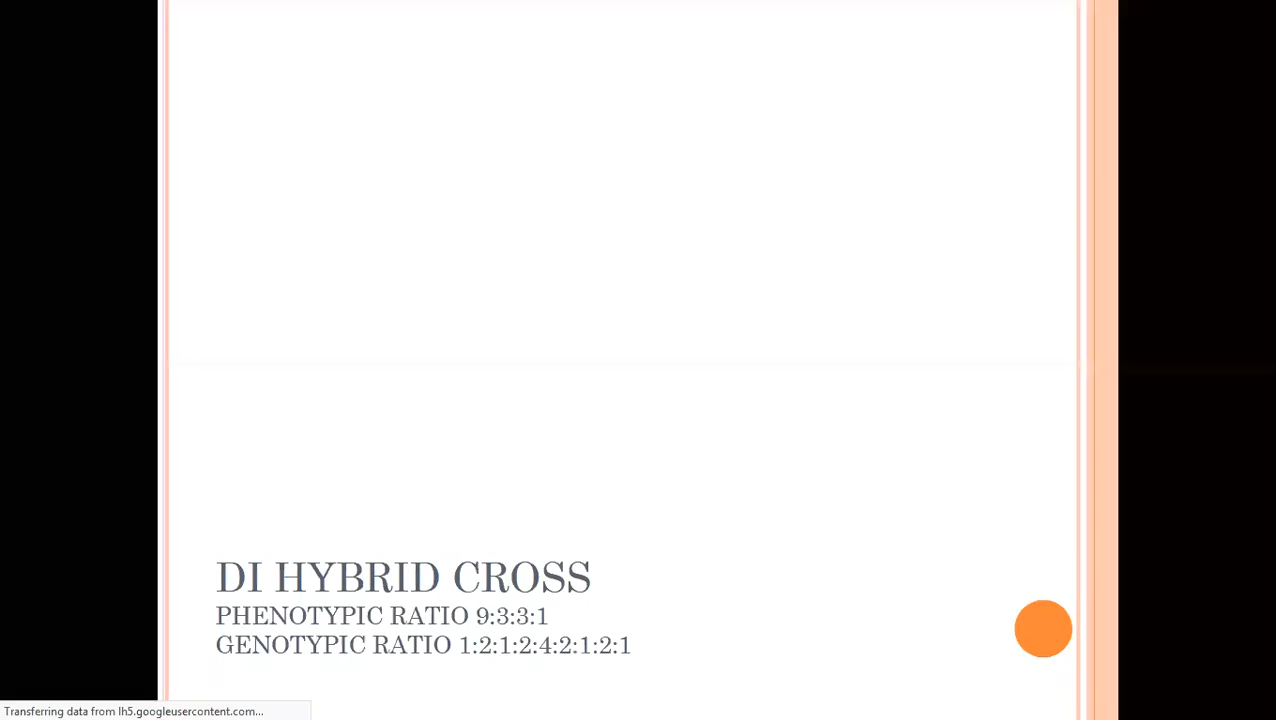 DI HYBRID CROSS
PHENOTYPIC RATIO 9:3:3:1
GENOTYPIC RATIO 1:2:1:2:4:2:1:2:1
Transferring data from lh5.googleusercontent.com...